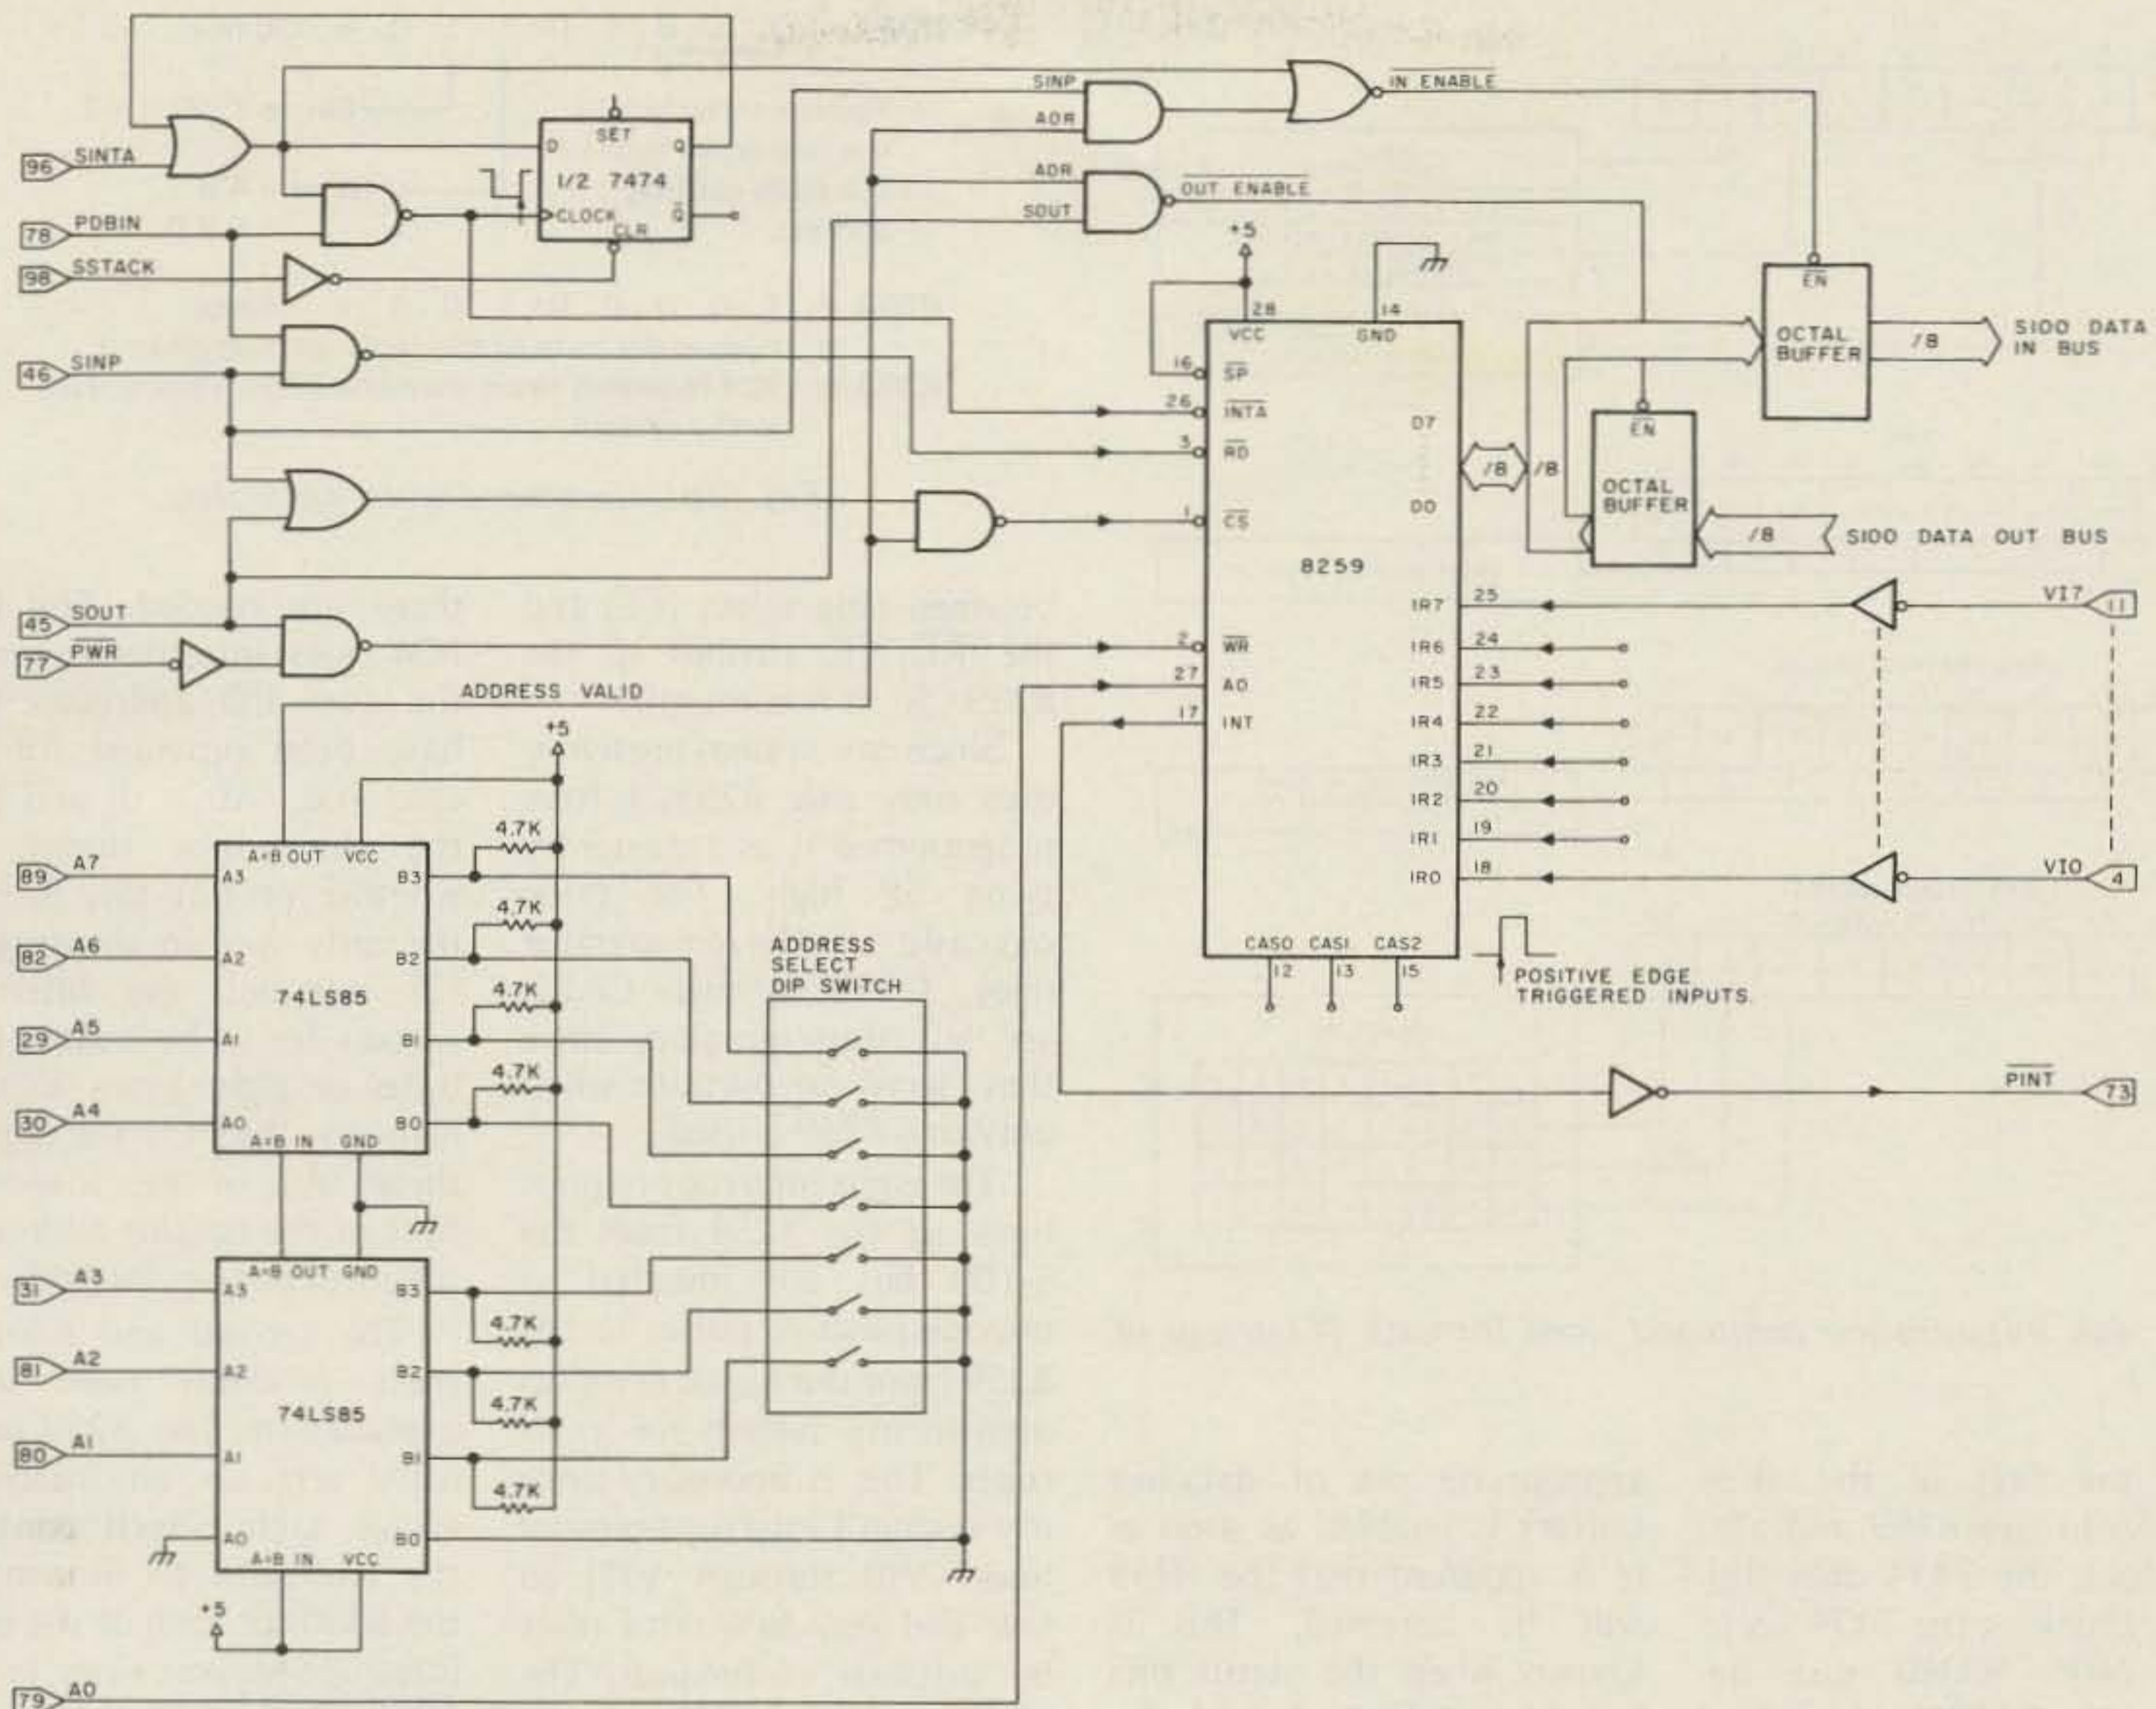 96 SINTA
78 PDBIN
98 SSTACK
46 SINP
45 SOUT
77 PWR
D
SET
Q
1/2 7474
CLOCK
Q
CLR
SINP
ADR
ADR
SOUT
IN ENABLE
OUT ENABLE
+5
28
VCC
14
GND
16 SP
26 INTA
3 RD
1 CS
2 WR
27 A0
17 INT
8259
D7
D0
/8
/8
EN
OCTAL
BUFFER
/8
S100 DATA
IN BUS
EN
OCTAL
BUFFER
/8
S100 DATA OUT BUS
IR7 25
IR6 24
IR5 23
IR4 22
IR3 21
IR2 20
IR1 19
IR0 18
VI7 11
VI0 4
CAS0 CAS1 CAS2
12 13 15
POSITIVE EDGE
TRIGGERED INPUTS.
PINT 73
ADDRESS VALID
+5
A=B OUT VCC
89 A7 A3
82 A6 A2
29 A5 A1
30 A4 A0
74LS85
B3
B2
B1
B0
A=B IN GND
4.7K
4.7K
4.7K
4.7K
ADDRESS
SELECT
DIP SWITCH
A=B OUT GND
31 A3 A3
81 A2 A2
80 A1 A1
A0
74LS85
B3
B2
B1
B0
A=B IN VCC
4.7K
4.7K
4.7K
+5
79 A0